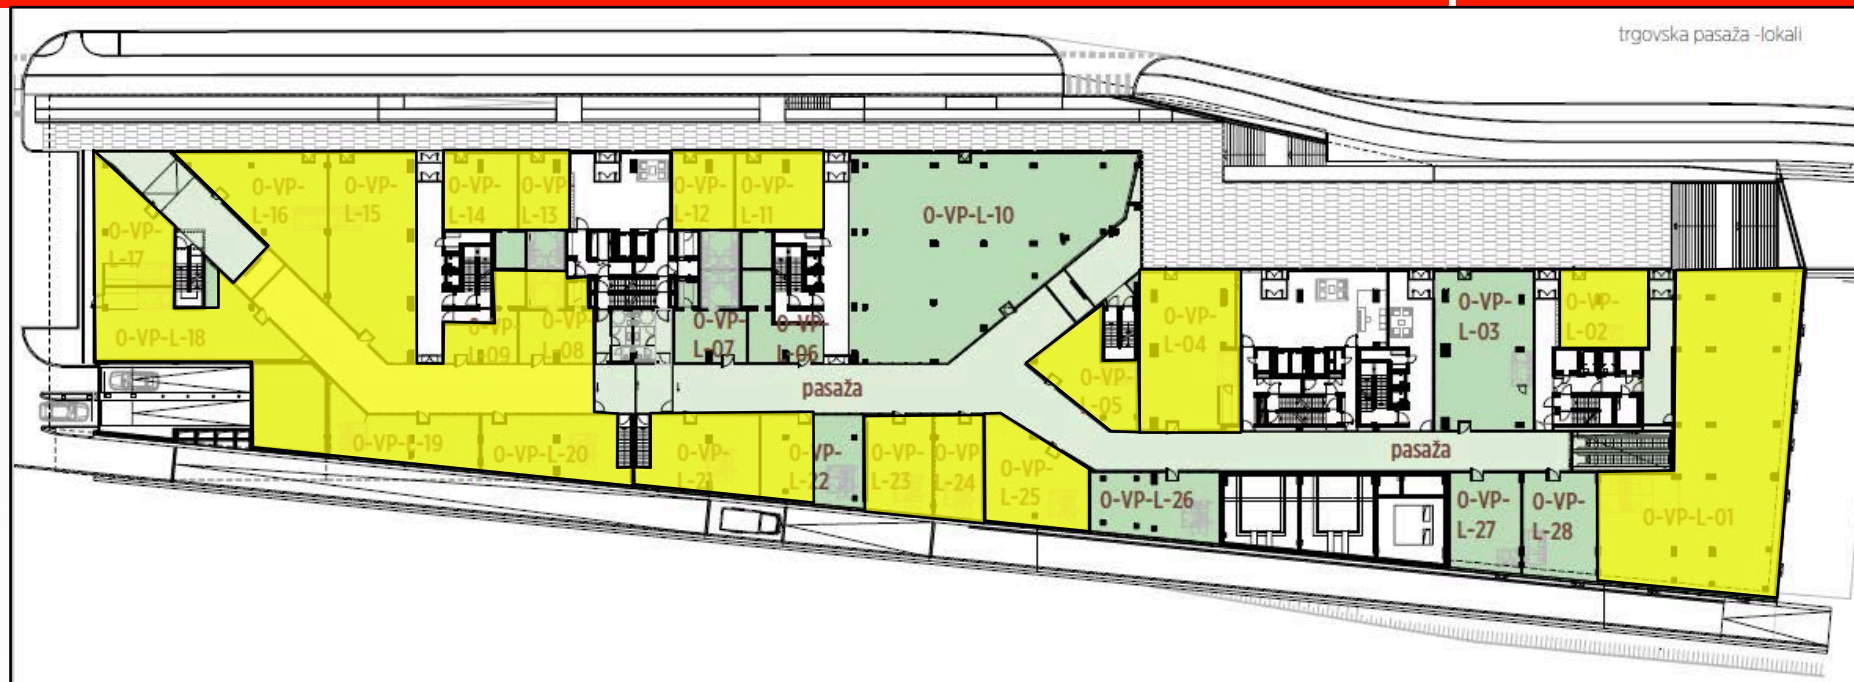 trgovska pasaža -lokali
0-VP-
L-16
0-VP-
L-15
0-VP-
L-14
0-VP-
L-13
0-VP-
L-12
0-VP-
L-11
0-VP-L-10
0-VP-
L-17
0-VP-L-18
0-VP-
L-09
0-VP-
L-08
0-VP-
L-07
0-VP-
L-06
0-VP-
L-05
0-VP-
L-04
0-VP-
L-03
0-VP-
L-02
pasaža
pasaža
0-VP-L-19
0-VP-L-20
0-VP-
L-21
0-VP-
L-22
0-VP-
L-23
0-VP
L-24
0-VP-
L-25
0-VP-L-26
0-VP-
L-27
0-VP-
L-28
0-VP-L-01